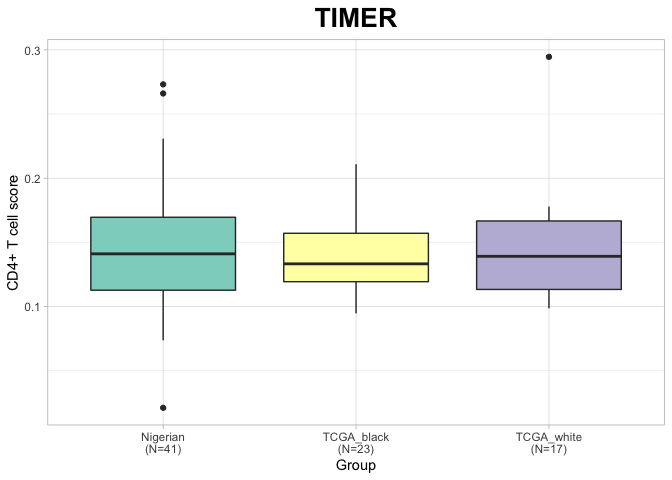 TIMER
CD4+ T cell score
0.3
0.2
0.1
Nigerian
(N=41)
TCGA_black
(N=23)
TCGA_white
(N=17)
Group